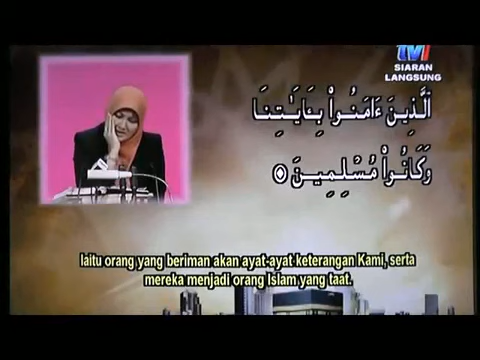 TV1
SIARAN
LANGSUNG
ٱلَّذِينَ ءَامَنُوا۟ بِـَٔايَـٰتِنَا
وَكَانُوا۟ مُسْلِمِينَ
Iaitu orang yang beriman akan ayat-ayat keterangan Kami, serta
mereka menjadi orang Islam yang taat.